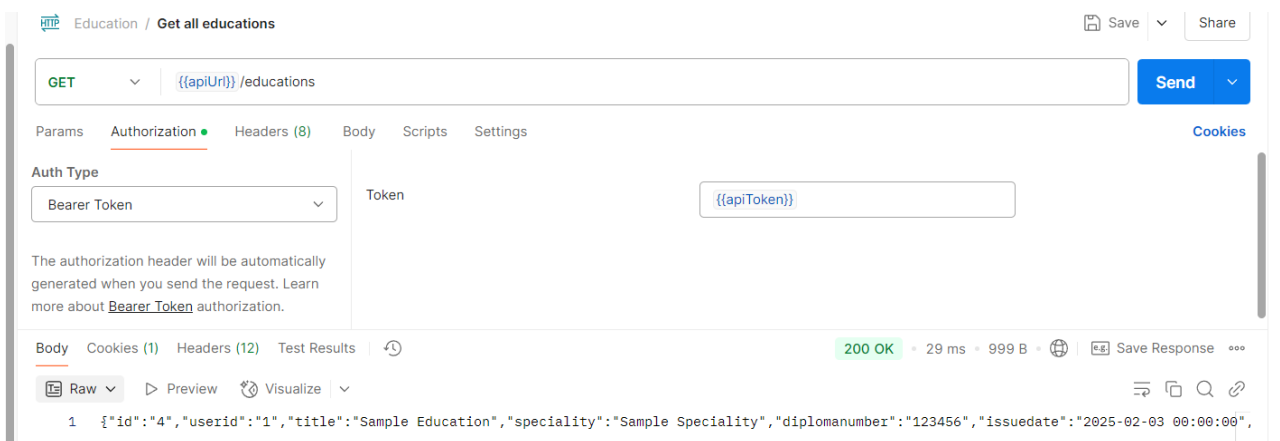 HTTP Education / Get all educations Save Share
GET {{apiUrl}} /educations Send
Params Authorization Headers (8) Body Scripts Settings Cookies
Auth Type
Bearer Token
Token {{apiToken}}
The authorization header will be automatically
generated when you send the request. Learn
more about Bearer Token authorization.
Body Cookies (1) Headers (12) Test Results 200 OK • 29 ms • 999 B • e.g. Save Response
Raw Preview Visualize
1 {"id":"4","userid":"1","title":"Sample Education","speciality":"Sample Speciality","diplomanumber":"123456","issuedate":"2025-02-03 00:00:00",